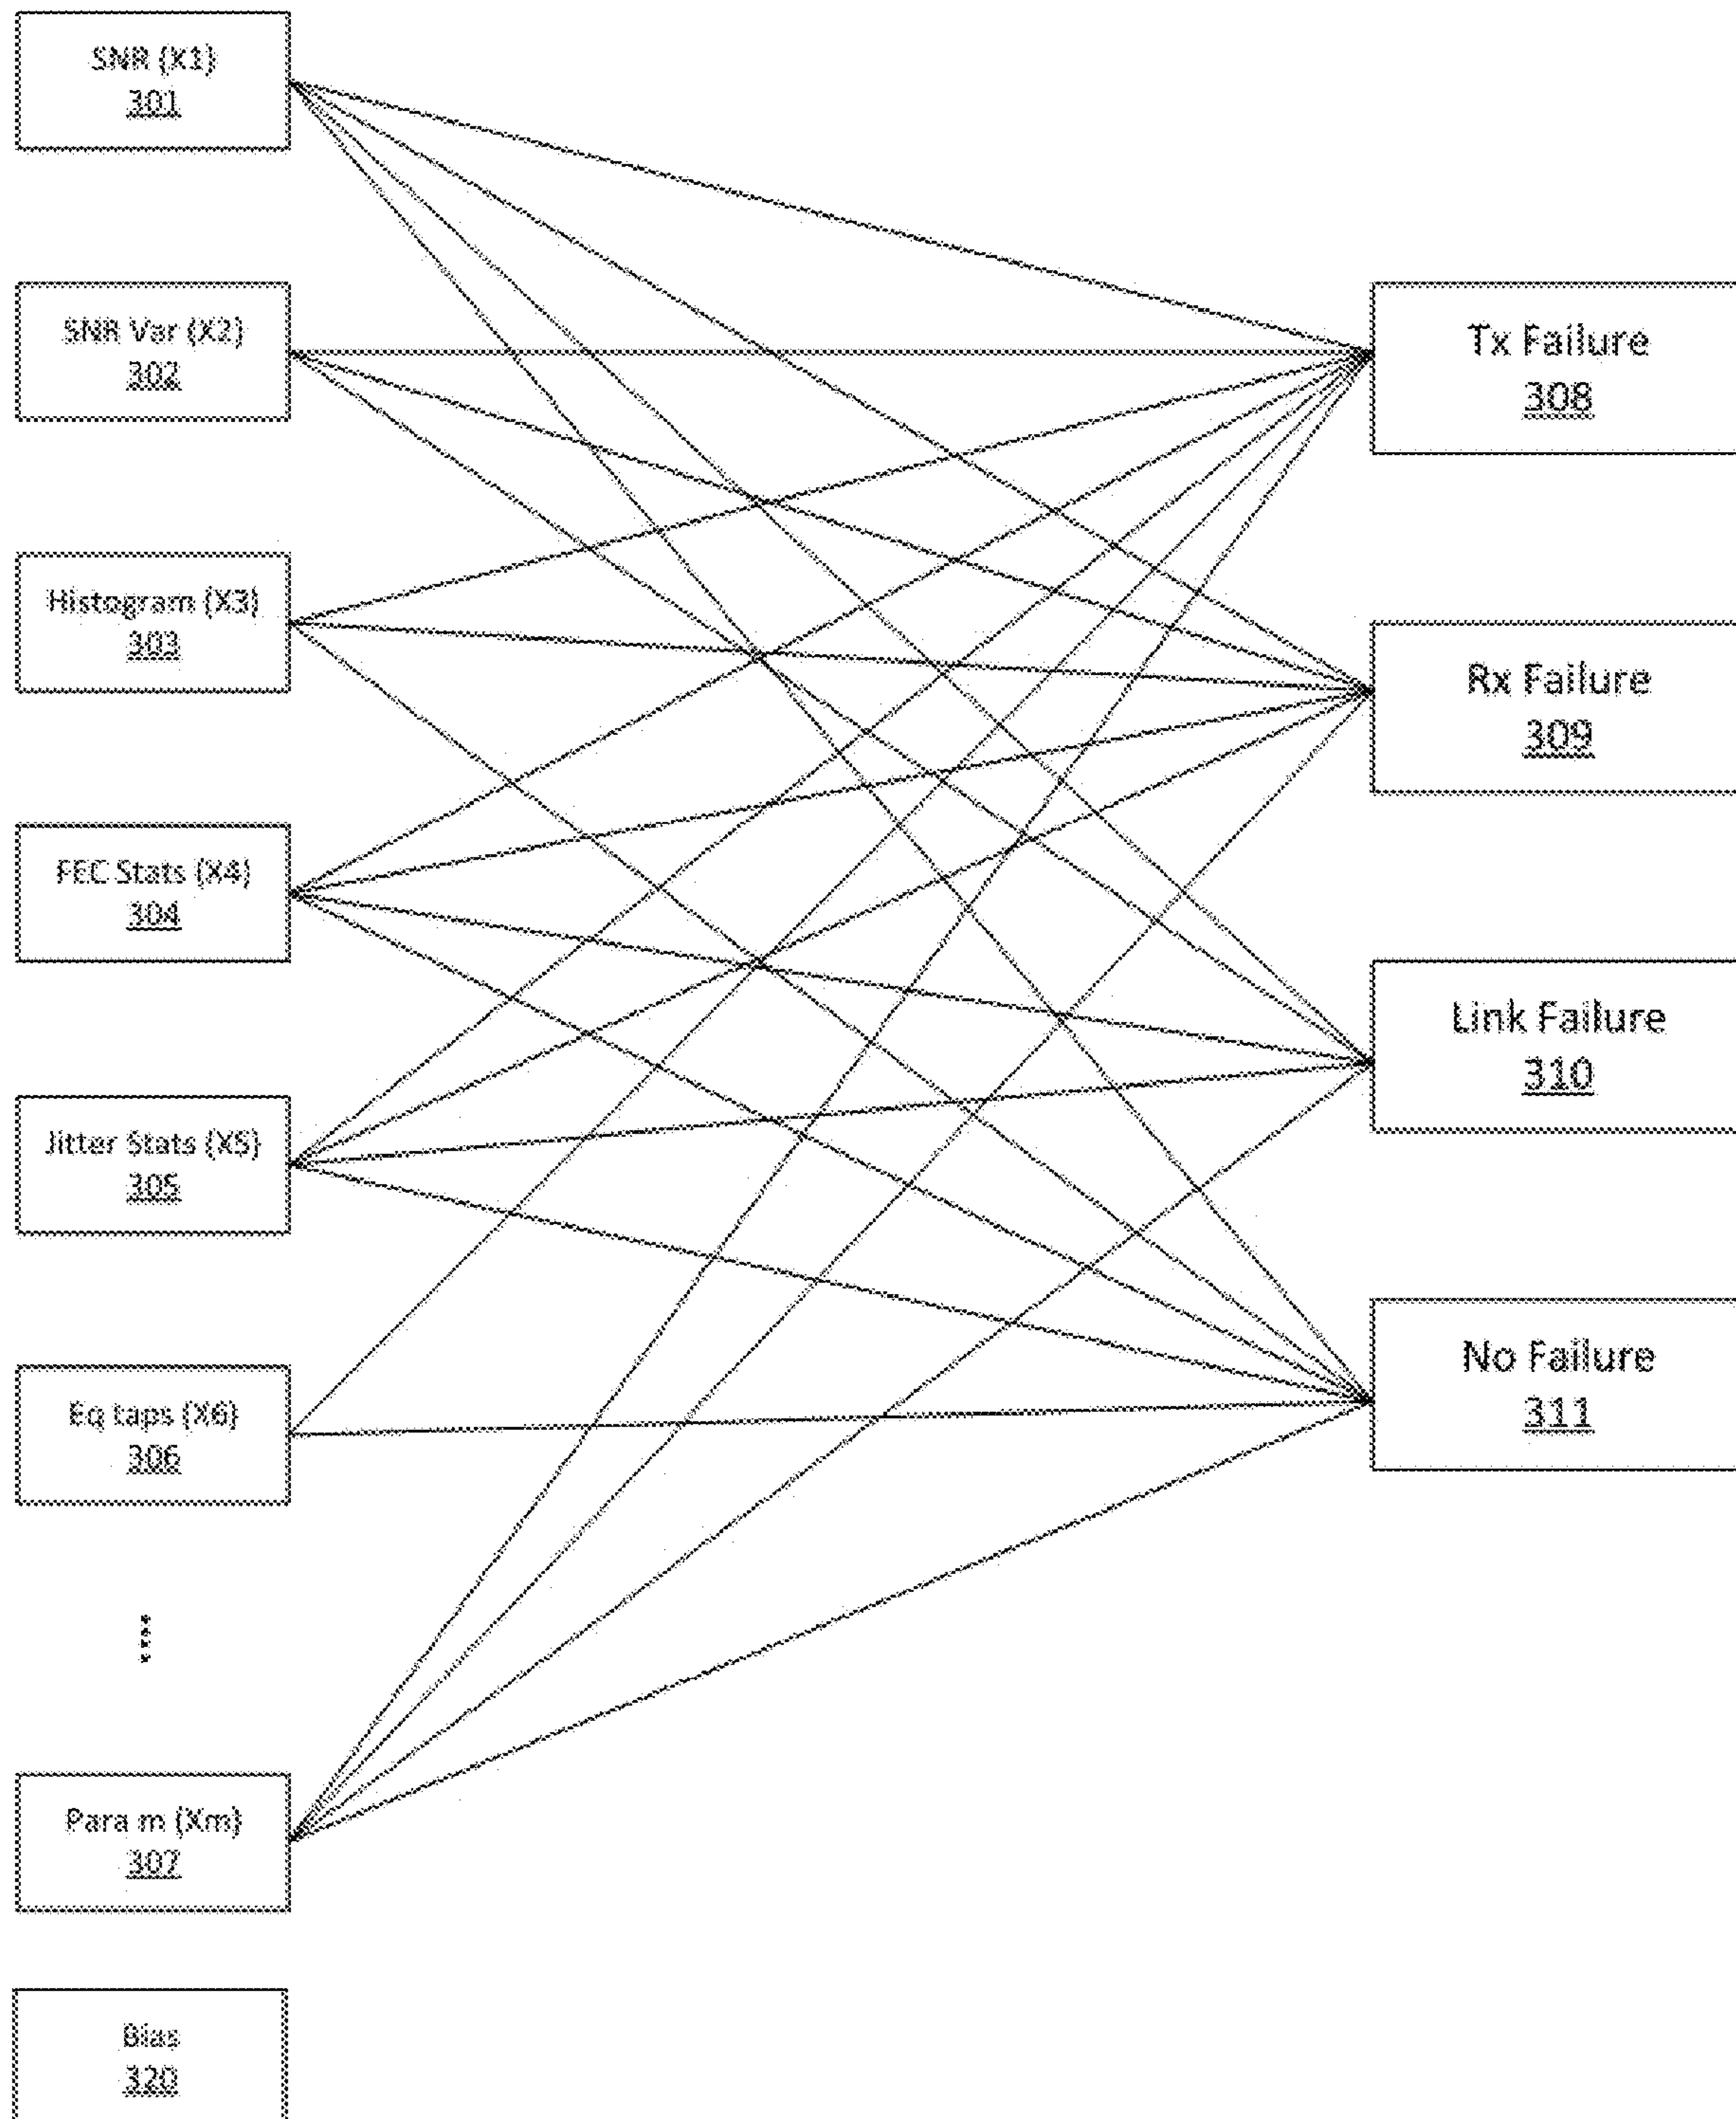 SNR (X1)
301
SNR Var (X2)
302
Histogram (X3)
303
FEC Stats (X4)
304
Jitter Stats (X5)
305
Eq taps (X6)
306
Para m (Xm)
307
Bias
320
Tx Failure
308
Rx Failure
309
Link Failure
310
No Failure
311